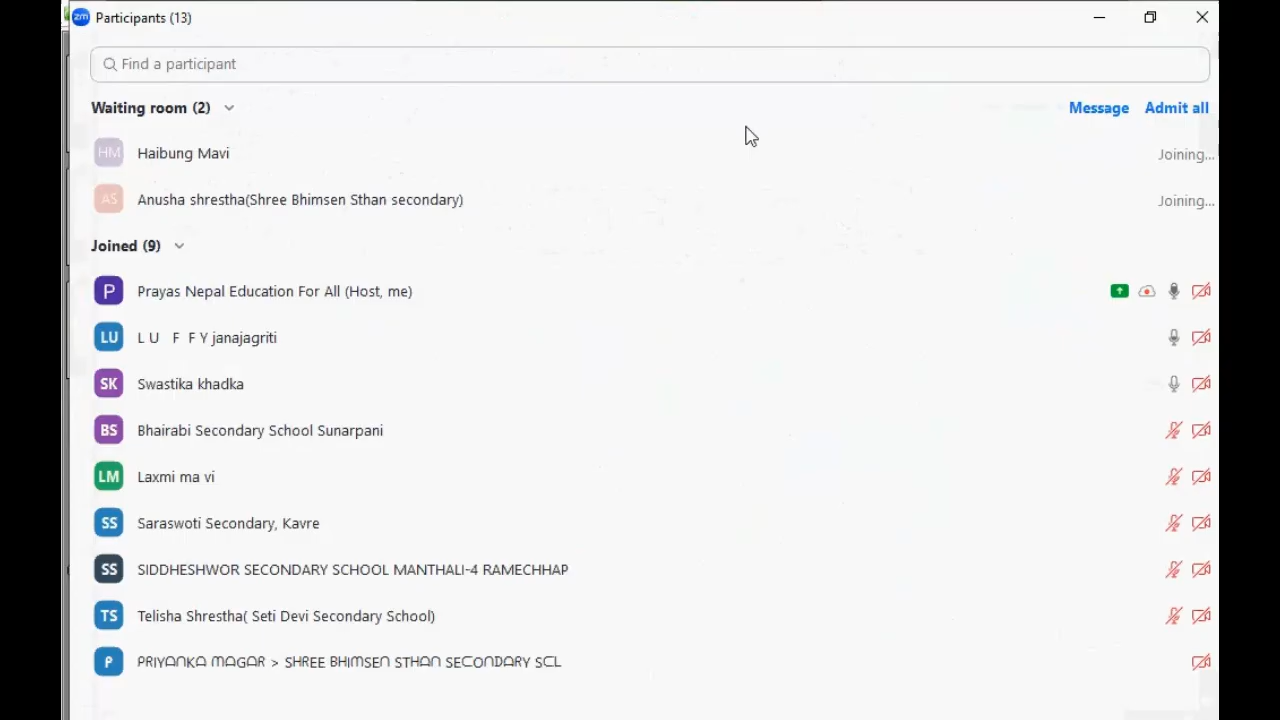 zm Participants (13)
Find a participant
Waiting room (2) Message Admit all
HM Haibung Mavi Joining...
AS Anusha shrestha(Shree Bhimsen Sthan secondary) Joining...
Joined (9)
P Prayas Nepal Education For All (Host, me)
LU L U F F Y janajagriti
SK Swastika khadka
BS Bhairabi Secondary School Sunarpani
LM Laxmi ma vi
SS Saraswoti Secondary, Kavre
SS SIDDHESHWOR SECONDARY SCHOOL MANTHALI-4 RAMECHHAP
TS Telisha Shrestha( Seti Devi Secondary School)
P PRIYANKA MAGAR > SHREE BHIMSEN STHAN SECONDARY SCL